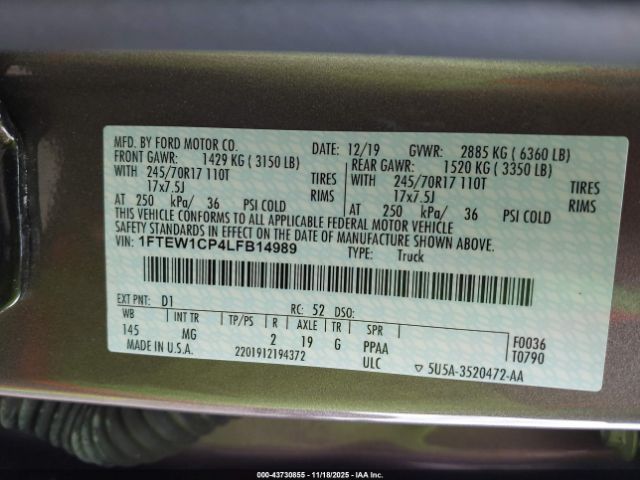 MFD. BY FORD MOTOR CO. DATE: 12/19 GVWR: 2885 KG ( 6360 LB)
FRONT GAWR: 1429 KG ( 3150 LB) REAR GAWR: 1520 KG ( 3350 LB)
WITH 245/70R17 110T TIRES WITH 245/70R17 110T TIRES
17x7.5J RIMS 17x7.5J RIMS
AT 250 kPa/ 36 PSI COLD AT 250 kPa/ 36 PSI COLD
THIS VEHICLE CONFORMS TO ALL APPLICABLE FEDERAL MOTOR VEHICLE
SAFETY STANDARDS IN EFFECT ON THE DATE OF MANUFACTURE SHOWN ABOVE.
VIN: 1FTEW1CP4LFB14989 TYPE: Truck
EXT PNT: D1 RC: 52 DSO:
WB INT TR TP/PS R AXLE TR SPR F0036
145 MG 2 19 G PPAA T0790
MADE IN U.S.A. 2201912194372 ULC ▽ 5U5A-3520472-AA
000-43730855 - 11/18/2025 - IAA Inc.